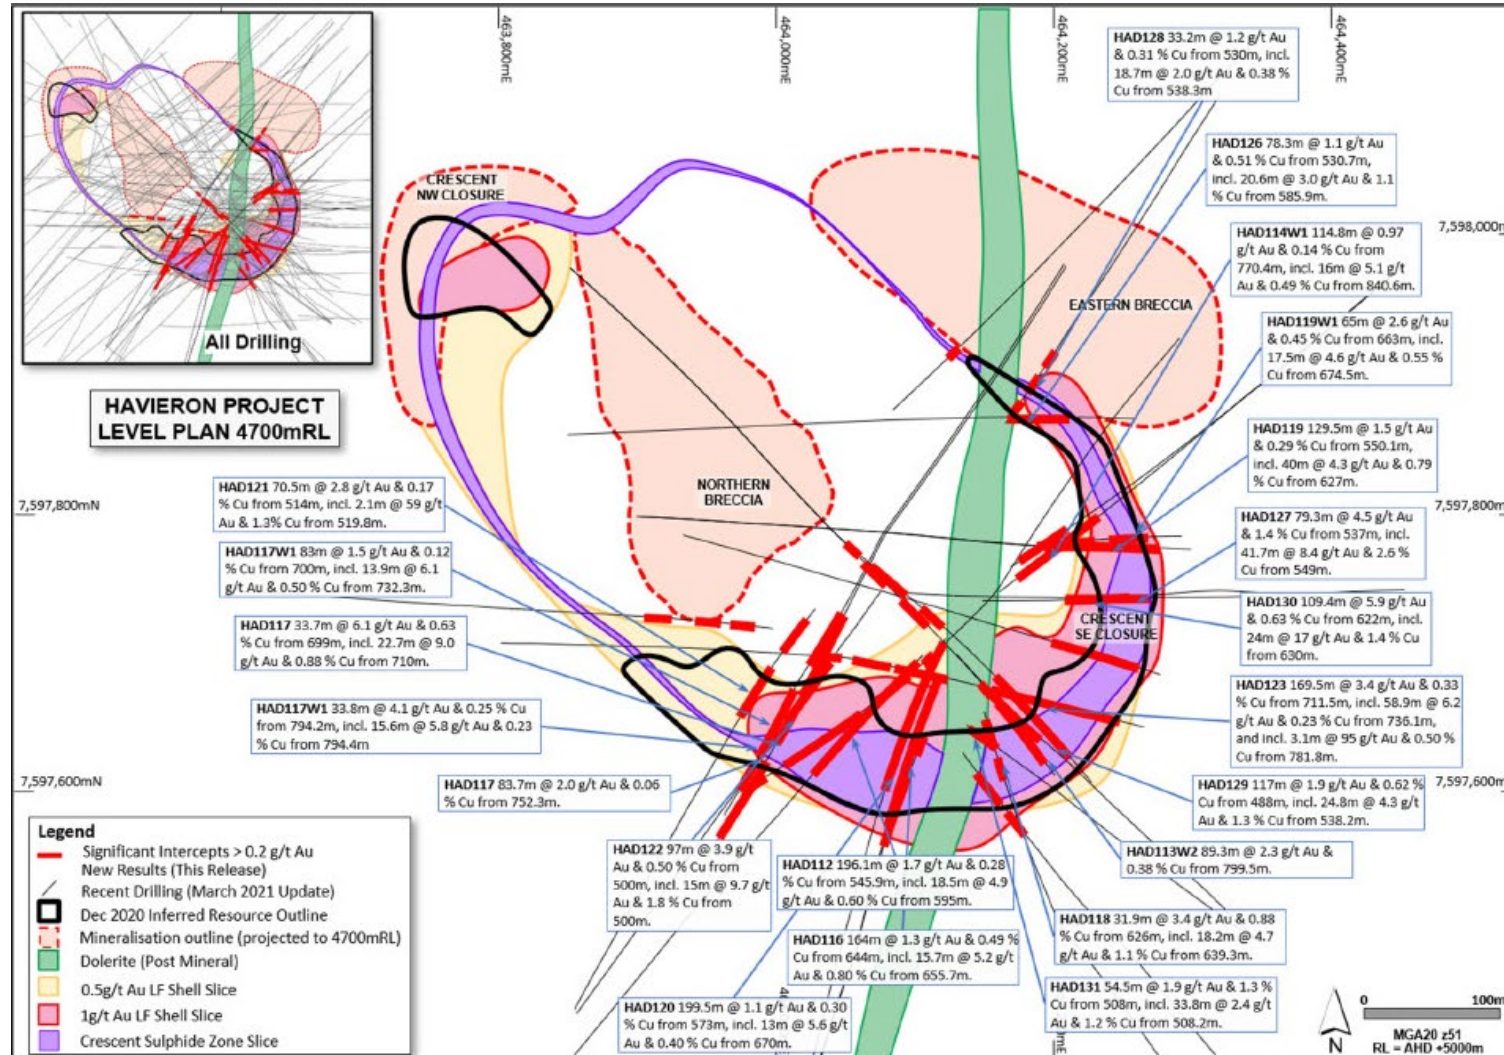 All Drilling
HAVIERON PROJECT
LEVEL PLAN 4700mRL
463,800mE
464,000mE
464,200mE
464,400mE
HAD128 33.2m @ 1.2 g/t Au
& 0.31 % Cu from 530m, incl.
18.7m @ 2.0 g/t Au & 0.38 %
Cu from 538.3m
HAD126 78.3m @ 1.1 g/t Au
& 0.51 % Cu from 530.7m,
incl. 20.6m @ 3.0 g/t Au & 1.1
% Cu from 585.9m.
CRESCENT
NW CLOSURE
7,598,000m
HAD114W1 114.8m @ 0.97
g/t Au & 0.14 % Cu from
770.4m, incl. 16m @ 5.1 g/t
Au & 0.49 % Cu from 840.6m.
EASTERN BRECCIA
HAD119W1 65m @ 2.6 g/t Au
& 0.45 % Cu from 663m, incl.
17.5m @ 4.6 g/t Au & 0.55 %
Cu from 674.5m.
HAD119 129.5m @ 1.5 g/t Au
& 0.29 % Cu from 550.1m,
incl. 40m @ 4.3 g/t Au & 0.79
% Cu from 627m.
NORTHERN
BRECCIA
7,597,800mN
7,597,800m
HAD121 70.5m @ 2.8 g/t Au & 0.17
% Cu from 514m, incl. 2.1m @ 59 g/t
Au & 1.3% Cu from 519.8m.
HAD127 79.3m @ 4.5 g/t Au
& 1.4 % Cu from 537m, incl.
41.7m @ 8.4 g/t Au & 2.6 %
Cu from 549m.
HAD117W1 83m @ 1.5 g/t Au & 0.12
% Cu from 700m, incl. 13.9m @ 6.1
g/t Au & 0.50 % Cu from 732.3m.
HAD130 109.4m @ 5.9 g/t Au
& 0.63 % Cu from 622m, incl.
24m @ 17 g/t Au & 1.4 % Cu
from 630m.
CRESCENT
SE CLOSURE
HAD117 33.7m @ 6.1 g/t Au & 0.63
% Cu from 699m, incl. 22.7m @ 9.0
g/t Au & 0.88 % Cu from 710m.
HAD123 169.5m @ 3.4 g/t Au & 0.33
% Cu from 711.5m, incl. 58.9m @ 6.2
g/t Au & 0.23 % Cu from 736.1m,
and incl. 3.1m @ 95 g/t Au & 0.50 %
Cu from 781.8m.
HAD117W1 33.8m @ 4.1 g/t Au & 0.25 % Cu
from 794.2m, incl. 15.6m @ 5.8 g/t Au & 0.23
% Cu from 794.4m
7,597,600mN
7,597,600m
HAD117 83.7m @ 2.0 g/t Au & 0.06
% Cu from 752.3m.
HAD129 117m @ 1.9 g/t Au & 0.62 %
Cu from 488m, incl. 24.8m @ 4.3 g/t
Au & 1.3 % Cu from 538.2m.
HAD122 97m @ 3.9 g/t
Au & 0.50 % Cu from
500m, incl. 15m @ 9.7 g/t
Au & 1.8 % Cu from
500m.
HAD112 196.1m @ 1.7 g/t Au & 0.28
% Cu from 545.9m, incl. 18.5m @ 4.9
g/t Au & 0.60 % Cu from 595m.
HAD113W2 89.3m @ 2.3 g/t Au &
0.38 % Cu from 799.5m.
HAD118 31.9m @ 3.4 g/t Au & 0.88
% Cu from 626m, incl. 18.2m @ 4.7
g/t Au & 1.1 % Cu from 639.3m.
HAD116 164m @ 1.3 g/t Au & 0.49 %
Cu from 644m, incl. 15.7m @ 5.2 g/t
Au & 0.80 % Cu from 655.7m.
HAD131 54.5m @ 1.9 g/t Au & 1.3 %
Cu from 508m, incl. 33.8m @ 2.4 g/t
Au & 1.2 % Cu from 508.2m.
HAD120 199.5m @ 1.1 g/t Au & 0.30
% Cu from 573m, incl. 13m @ 5.6 g/t
Au & 0.40 % Cu from 670m.
Legend
Significant Intercepts > 0.2 g/t Au
New Results (This Release)
Recent Drilling (March 2021 Update)
Dec 2020 Inferred Resource Outline
Mineralisation outline (projected to 4700mRL)
Dolerite (Post Mineral)
0.5g/t Au LF Shell Slice
1g/t Au LF Shell Slice
Crescent Sulphide Zone Slice
N
0 100m
MGA20 z51
RL = AHD +5000m